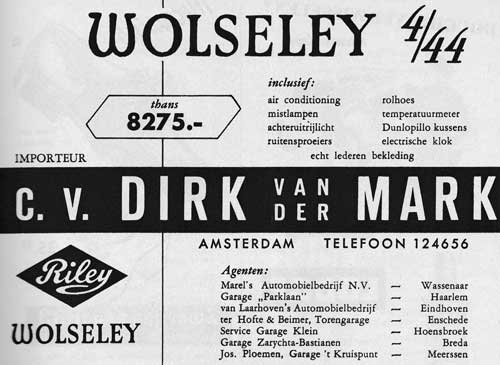 WOLSELEY 4/44
inclusief:
thans
8275.-
air conditioning rolhoes
mistlampen temperatuurmeter
achteruitrijlicht Dunlopillo kussens
ruitensproeiers electrische klok
echt lederen bekleding
IMPORTEUR
C. V. DIRK VAN DER MARK
AMSTERDAM TELEFOON 124656
Riley
WOLSELEY
Agenten:
Marel's Automobielbedrijf N.V. — Wassenaar
Garage „Parklaan" — Haarlem
van Laarhoven's Automobielbedrijf — Eindhoven
ter Hofte & Beimer, Torengarage — Enschede
Service Garage Klein — Hoensbroek
Garage Zarychta-Bastianen — Breda
Jos. Ploemen, Garage 't Kruispunt — Meerssen